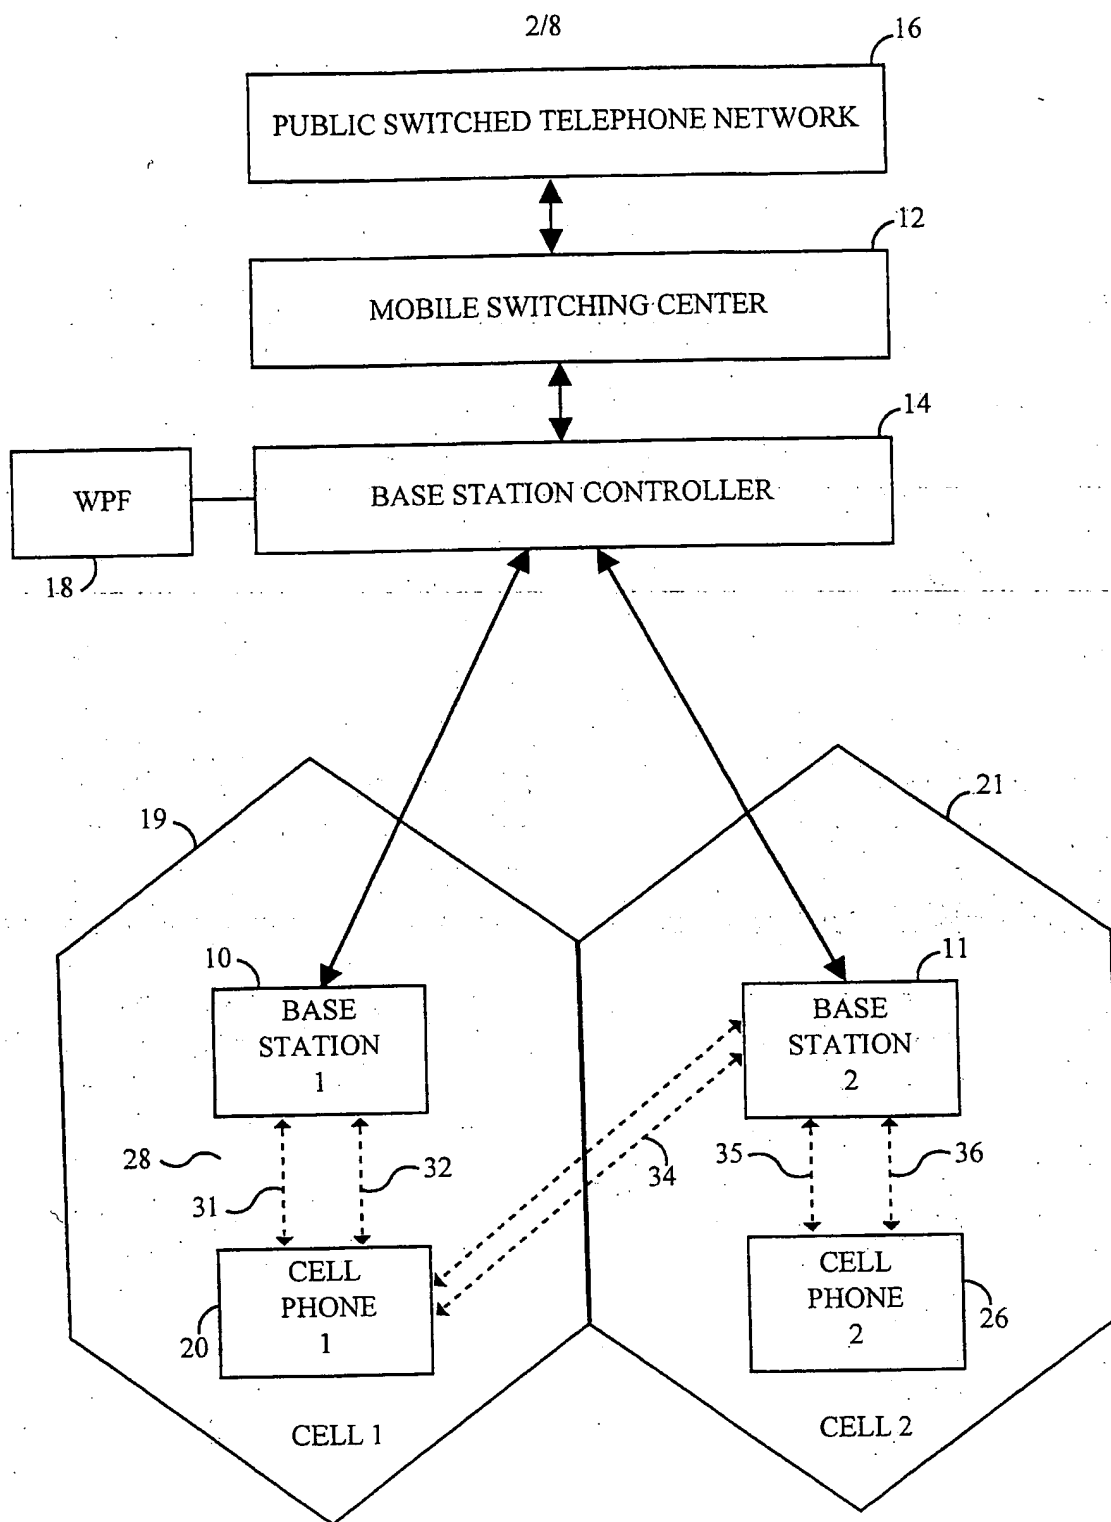 2/8
16
PUBLIC SWITCHED TELEPHONE NETWORK
12
MOBILE SWITCHING CENTER
14
BASE STATION CONTROLLER
WPF
18
19
21
10
BASE
STATION
1
11
BASE
STATION
2
28
31
32
34
35
36
CELL
PHONE
1
20
CELL
PHONE
2
26
CELL 1
CELL 2